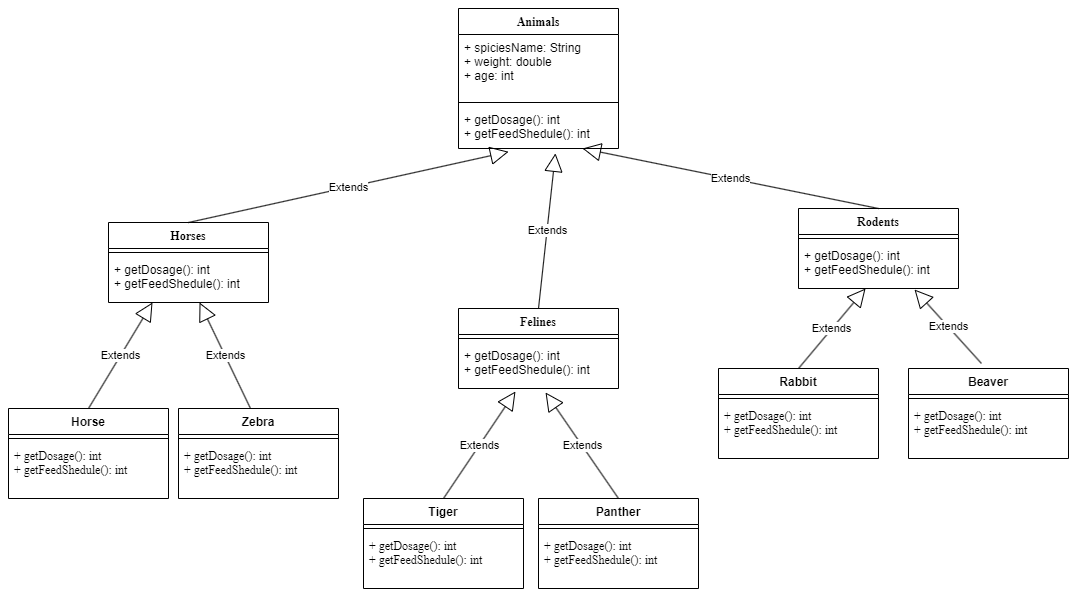 Animals
+ spiciesName: String
+ weight: double
+ age: int
+ getDosage(): int
+ getFeedShedule(): int
Extends
Extends
Extends
Horses
+ getDosage(): int
+ getFeedShedule(): int
Rodents
+ getDosage(): int
+ getFeedShedule(): int
Felines
+ getDosage(): int
+ getFeedShedule(): int
Extends
Extends
Extends
Extends
Horse
+ getDosage(): int
+ getFeedShedule(): int
Zebra
+ getDosage(): int
+ getFeedShedule(): int
Rabbit
+ getDosage(): int
+ getFeedShedule(): int
Beaver
+ getDosage(): int
+ getFeedShedule(): int
Extends
Extends
Tiger
+ getDosage(): int
+ getFeedShedule(): int
Panther
+ getDosage(): int
+ getFeedShedule(): int